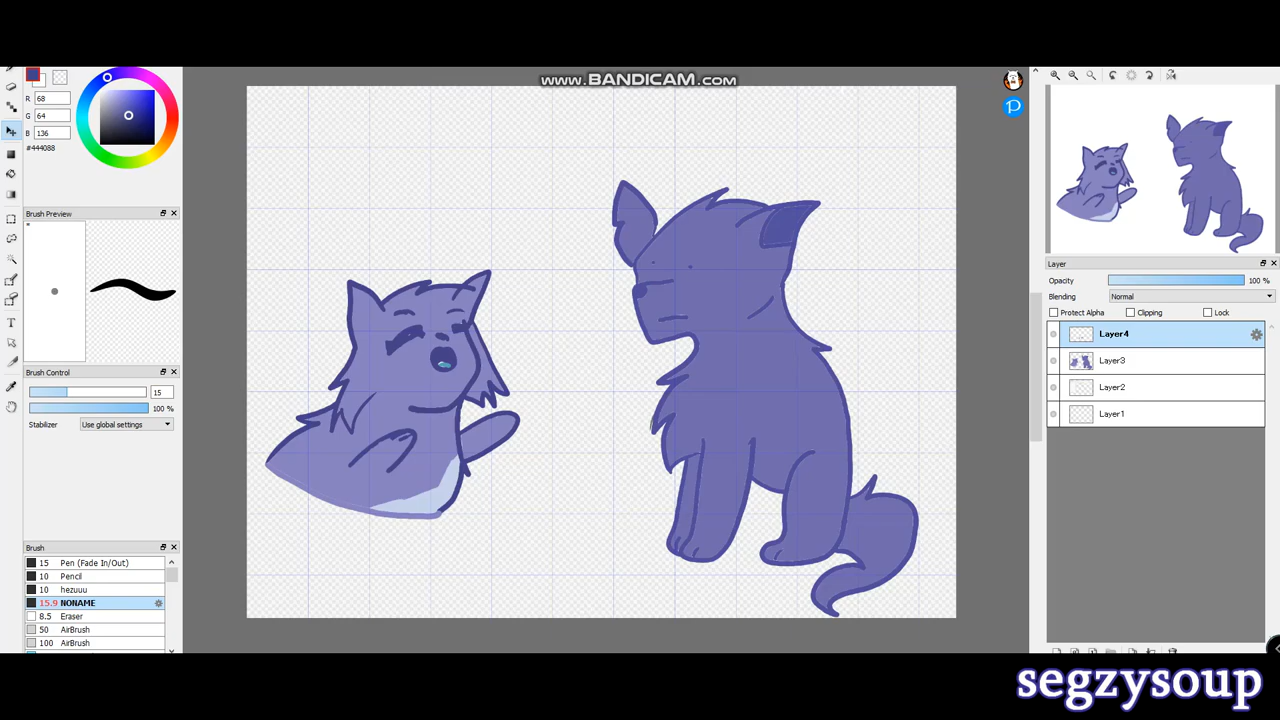 www.BANDICAM.com
R 68
G 64
B 136
#444088
Brush Preview
Brush Control
15
100 %
Stabilizer Use global settings
Brush
15 Pen (Fade In/Out)
10 Pencil
10 hezuuu
15.9 NONAME
8.5 Eraser
50 AirBrush
100 AirBrush
Layer
Opacity 100 %
Blending Normal
Protect Alpha Clipping Lock
Layer4
Layer3
Layer2
Layer1
segzysoup